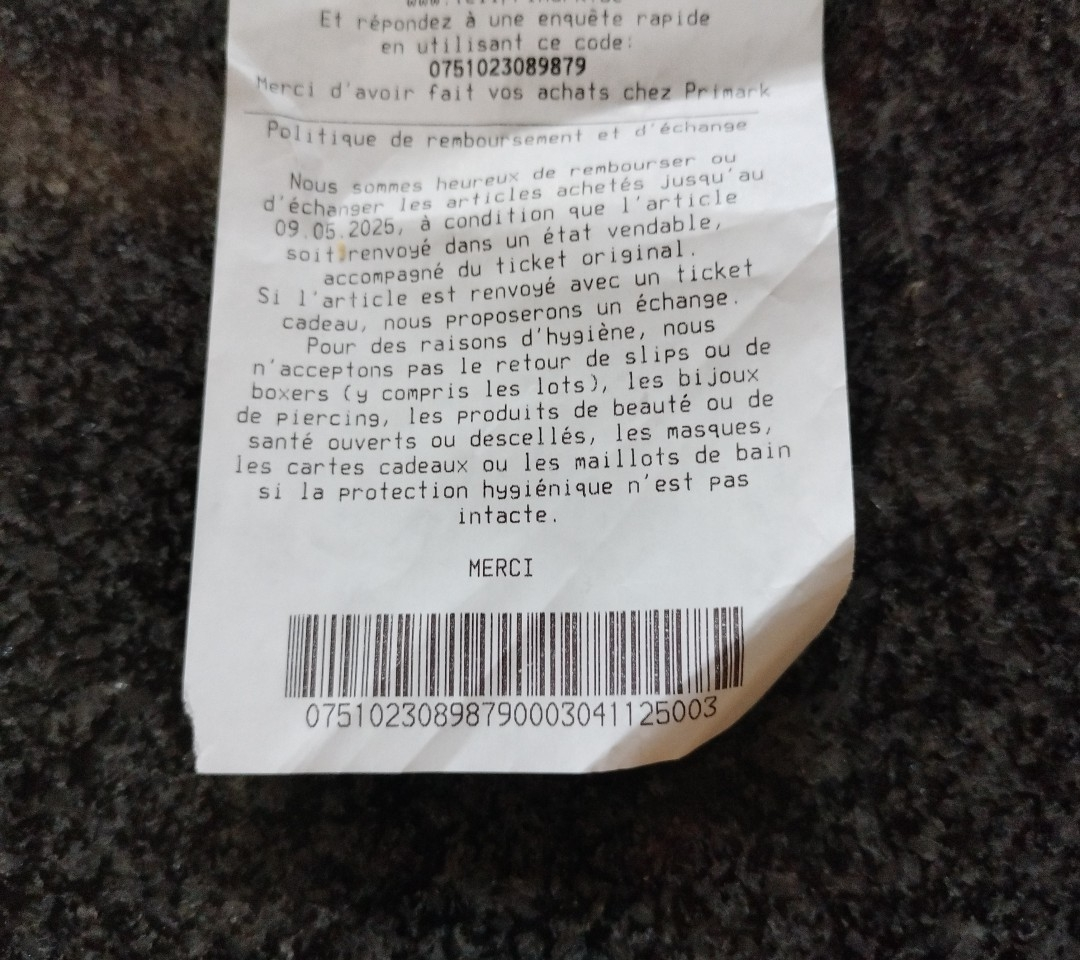 Et répondez à une enquête rapide
en utilisant ce code:
0751023089879
Merci d'avoir fait vos achats chez Primark
Politique de remboursement et d'échange
Nous sommes heureux de rembourser ou
d'échanger les articles achetés jusqu'au
09.05.2025, à condition que l'article
soit renvoyé dans un état vendable,
accompagné du ticket original.
Si l'article est renvoyé avec un ticket
cadeau, nous proposerons un échange.
Pour des raisons d'hygiène, nous
n'acceptons pas le retour de slips ou de
boxers (y compris les lots), les bijoux
de piercing, les produits de beauté ou de
santé ouverts ou descellés, les masques,
les cartes cadeaux ou les maillots de bain
si la protection hygiénique n'est pas
intacte.
MERCI
07510230898790003041125003